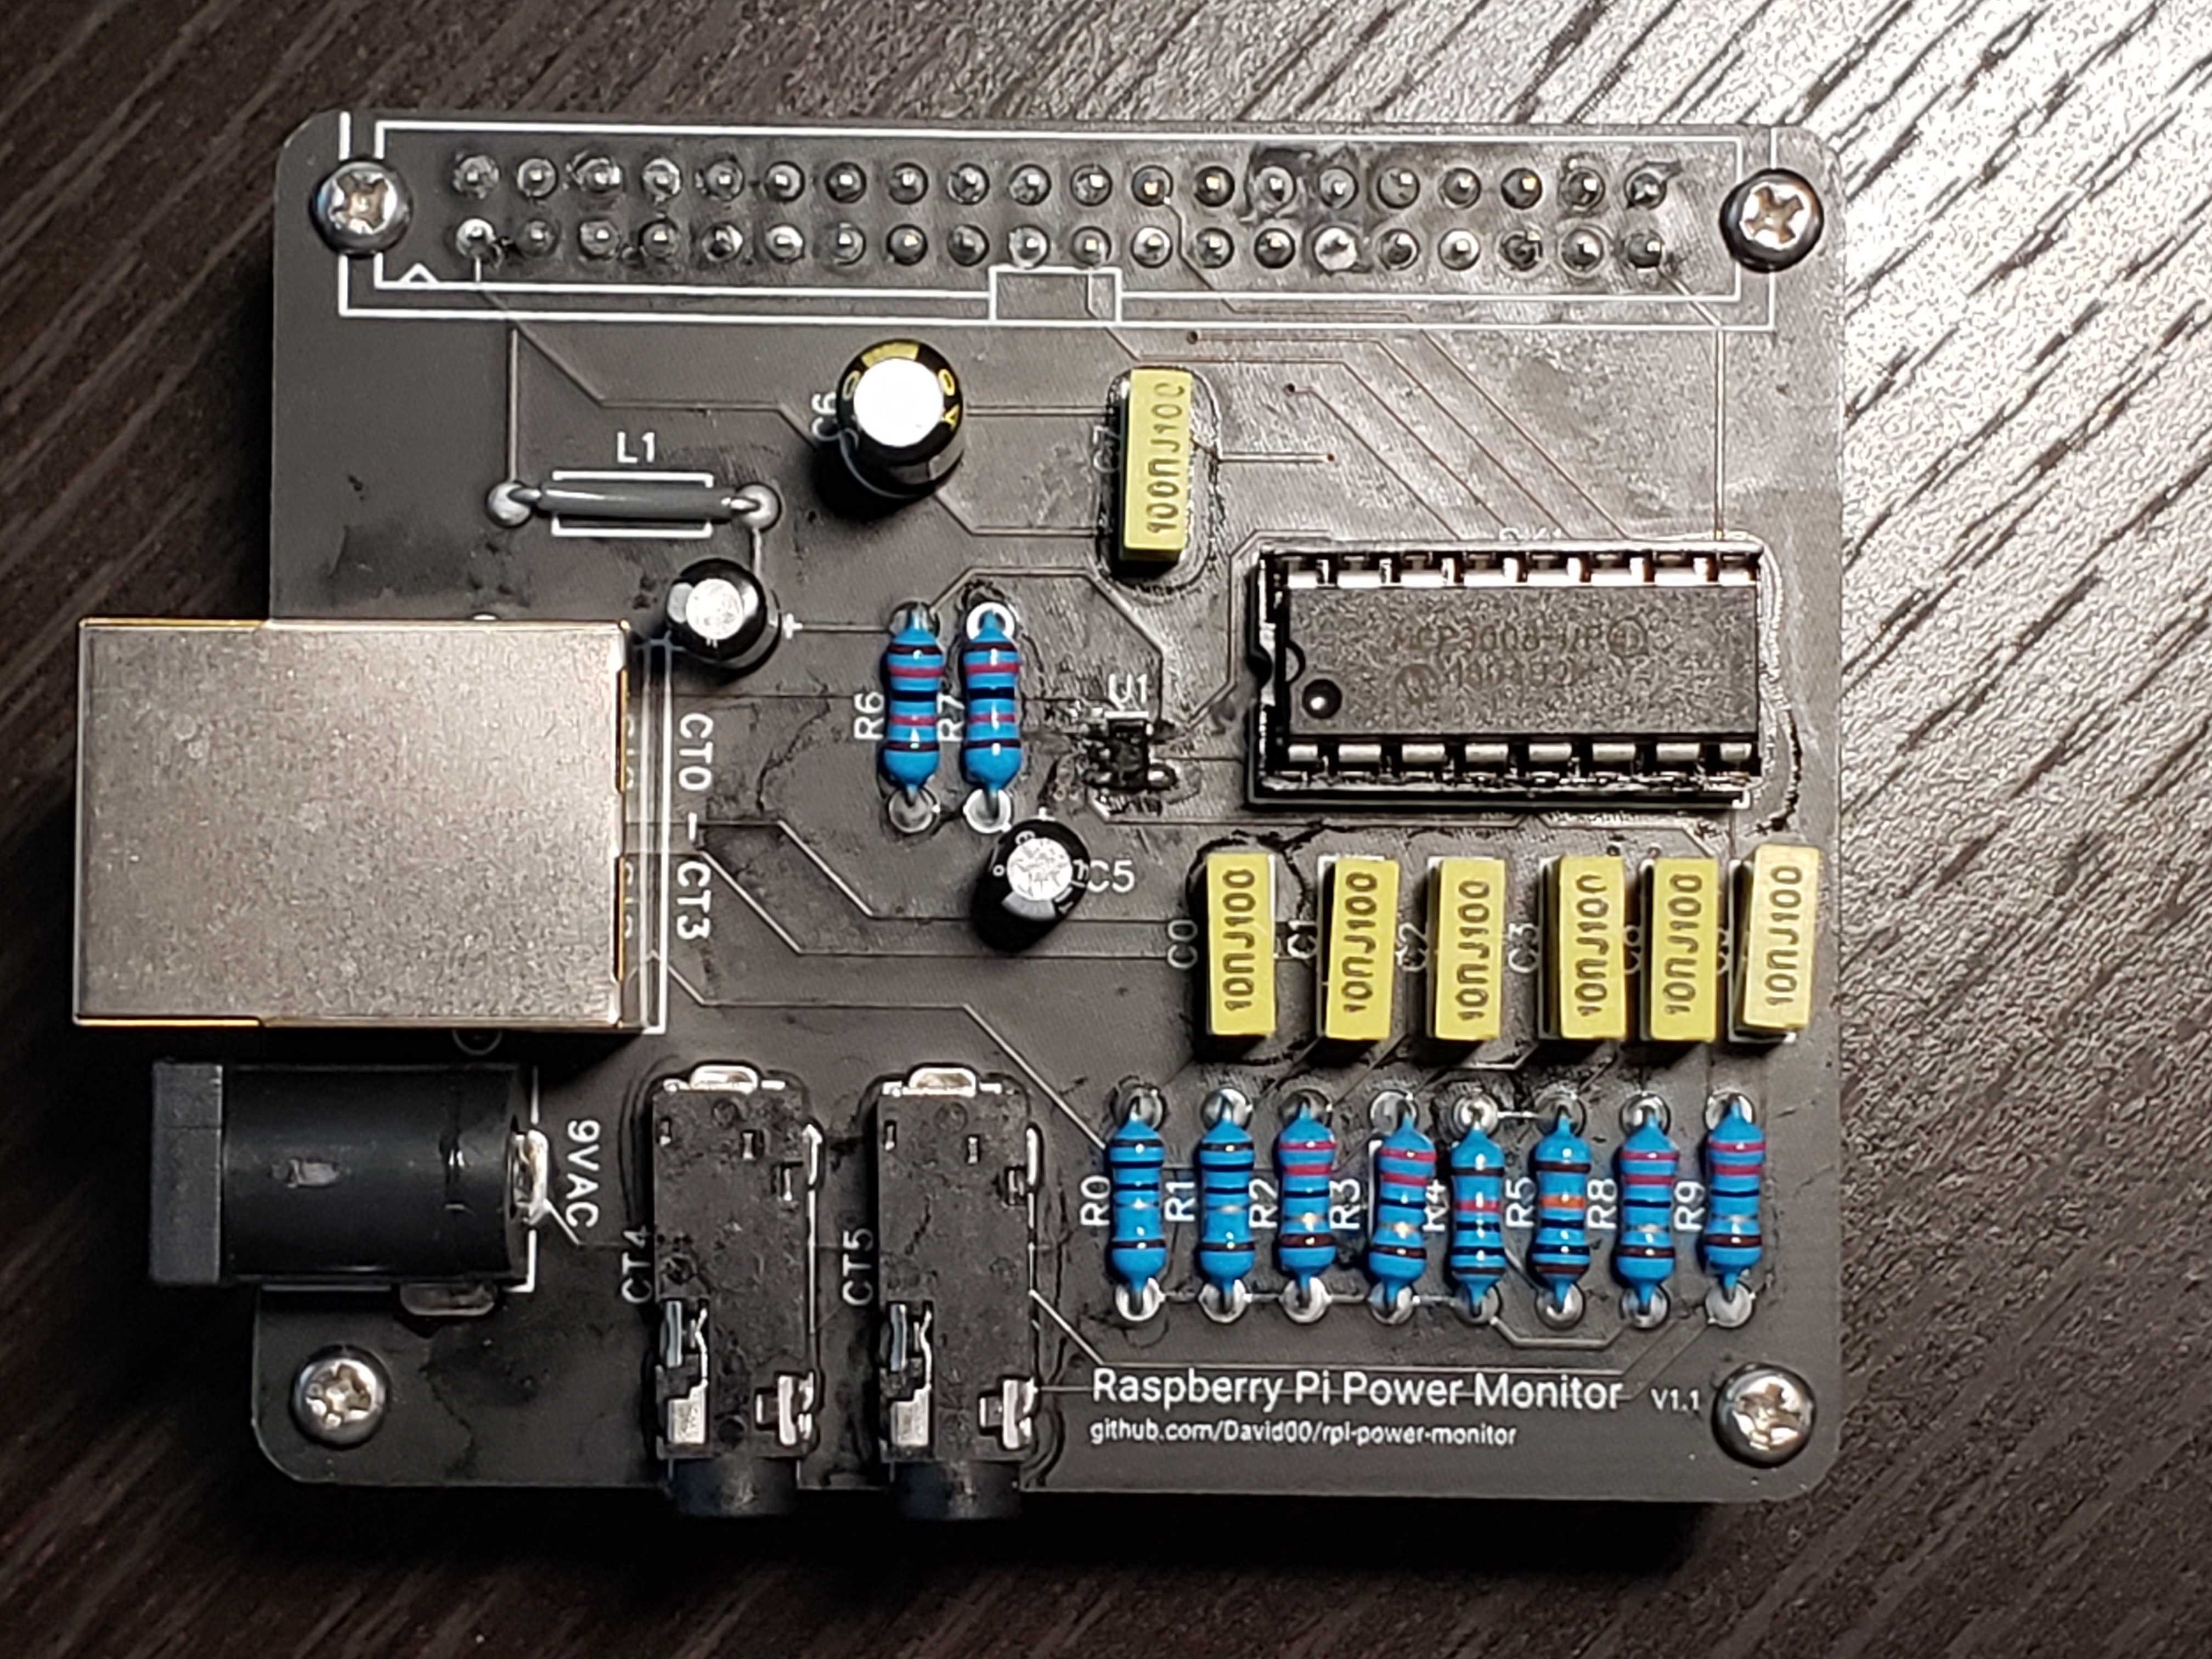 C6
C7
100nJ100
L1
U1
R6
R7
CT0 - CT3
C5
C0
10nJ100
C1
10nJ100
C2
10nJ100
C3
10nJ100
10nJ100
10nJ100
9VAC
CT4
CT5
R0
R1
R2
R3
R4
R5
R8
R9
Raspberry Pi Power Monitor V1.1
github.com/David00/rpi-power-monitor